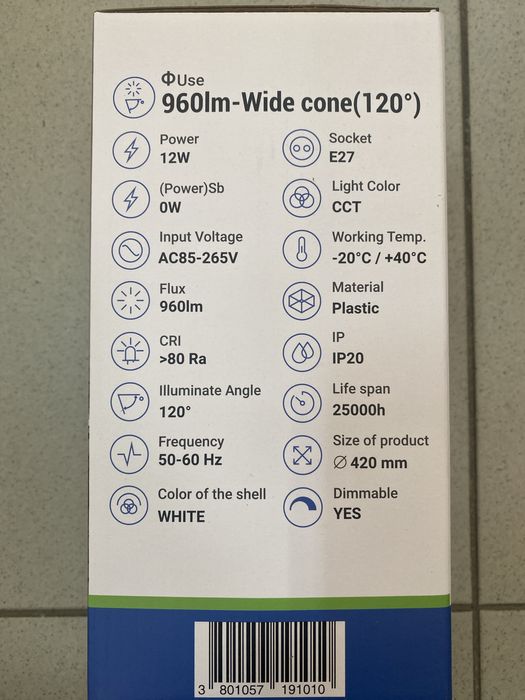 ΦUse
960lm-Wide cone(120°)
Power
12W
Socket
E27
(Power)Sb
0W
Light Color
CCT
Input Voltage
AC85-265V
Working Temp.
-20°C / +40°C
Flux
960lm
Material
Plastic
CRI
>80 Ra
IP
IP20
Illuminate Angle
120°
Life span
25000h
Frequency
50-60 Hz
Size of product
∅ 420 mm
Color of the shell
WHITE
Dimmable
YES
3 801057 191010